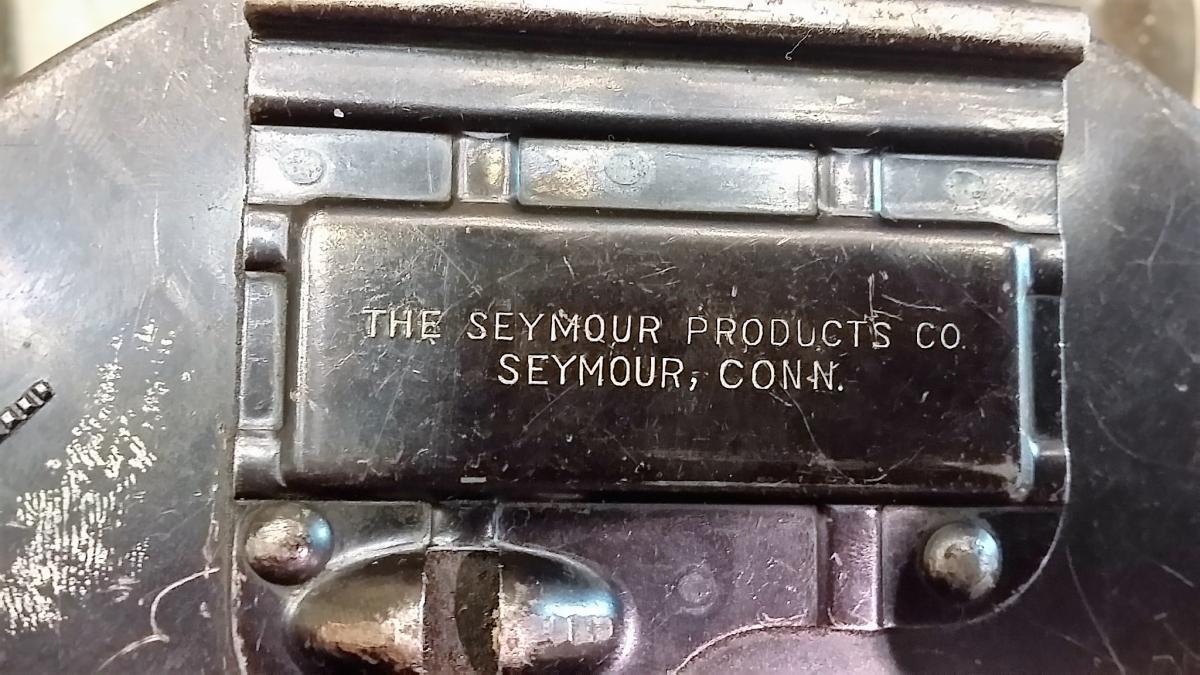 THE SEYMOUR PRODUCTS CO.
SEYMOUR, CONN.